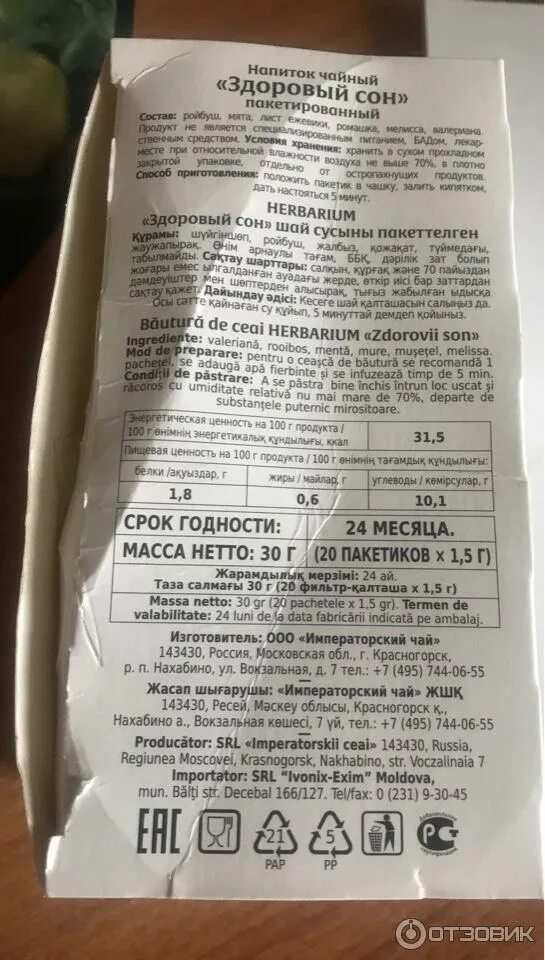 Напиток чайный
«Здоровый сон»
пакетированный
Состав: ройбуш, мята, лист ежевики, ромашка, мелисса, валериана.
Продукт не является специализированным питанием, БАДом, лекар-
ственным средством. Условия хранения: хранить в сухом прохладном
месте при относительной влажности воздуха не выше 70%, в плотно
закрытой упаковке, отдельно от остропахнущих продуктов.
Способ приготовления: положить пакетик в чашку, залить кипятком,
дать настояться 5 минут.
HERBARIUM
«Здоровый сон» шай сусыны пакеттелген
Құрамы: шүйгіншөп, ройбуш, жалбыз, қожақат, түймедағы,
жаужапырақ. Өнім арнаулы тағам, ББҚ, дәрілік зат болып
табылмайды. Сақтау шарттары: салқын, құрғақ және 70 пайыздан
жоғары емес ылғалданған ауадағы жерде, өткір иісі бар заттардан
дәмдеуіштер мен шөптерден алысырақ, тығыз жабылған ыдысқа
сақтау қажет. Дайындау әдісі: Кесеге шай қалташасын салыңыз да.
Осы сәтте қайнаған су құйып, 5 минуттай демдеп қойыңыз.
Băutură de ceai HERBARIUM «Zdorovii son»
Ingrediente: valeriană, rooibos, mentă, mure, mușețel, melissa.
Mod de preparare: pentru o ceașcă de băutură se recomandă 1
pachețel, se adaugă apă fierbinte și se infuzează timp de 5 min.
Condiții de păstrare: A se păstra bine închis întrun loc uscat și
răcoros cu umiditate relativă nu mai mare de 70%, departe de
substanțele puternic mirositoare.
Энергетическая ценность на 100 г продукта /
100 г өнімнің энергетикалық құндылығы, ккал 31,5
Пищевая ценность на 100 г продукта / 100 г өнімнің тағамдық құндылығы:
белки /ақуыздар, г жиры / майлар, г углеводы / көмірсулар, г
1,8 0,6 10,1
СРОК ГОДНОСТИ: 24 МЕСЯЦА.
МАССА НЕТТО: 30 Г (20 ПАКЕТИКОВ × 1,5 Г)
Жарамдылық мерзімі: 24 ай.
Таза салмағы 30 г (20 фильтр-қалташа × 1,5 г)
Massa netto: 30 gr (20 pachetele x 1,5 gr). Termen de
valabilitate: 24 luni de la data fabricării indicată pe ambalaj.
Изготовитель: ООО «Императорский чай»
143430, Россия, Московская обл., г. Красногорск,
р. п. Нахабино, ул. Вокзальная, д. 7 тел.: +7 (495) 744-06-55
Жасап шығарушы: «Императорский чай» ЖШҚ
143430, Ресей, Мәскеу облысы, Красногорск қ.,
Нахабино а., Вокзальная көшесі, 7 үй, тел.: +7 (495) 744-06-55
Producător: SRL «Imperatorskii ceai» 143430, Russia,
Regiunea Moscovei, Krasnogorsk, Nakhabino, str. Voczalinaia 7
Importator: SRL "Ivonix-Exim" Moldova,
mun. Bălți str. Decebal 166/127. Tel/fax: 0 (231) 9-30-45
EAC 21 5 Добровольная
PAP PP сертификация
ОТЗОВИК